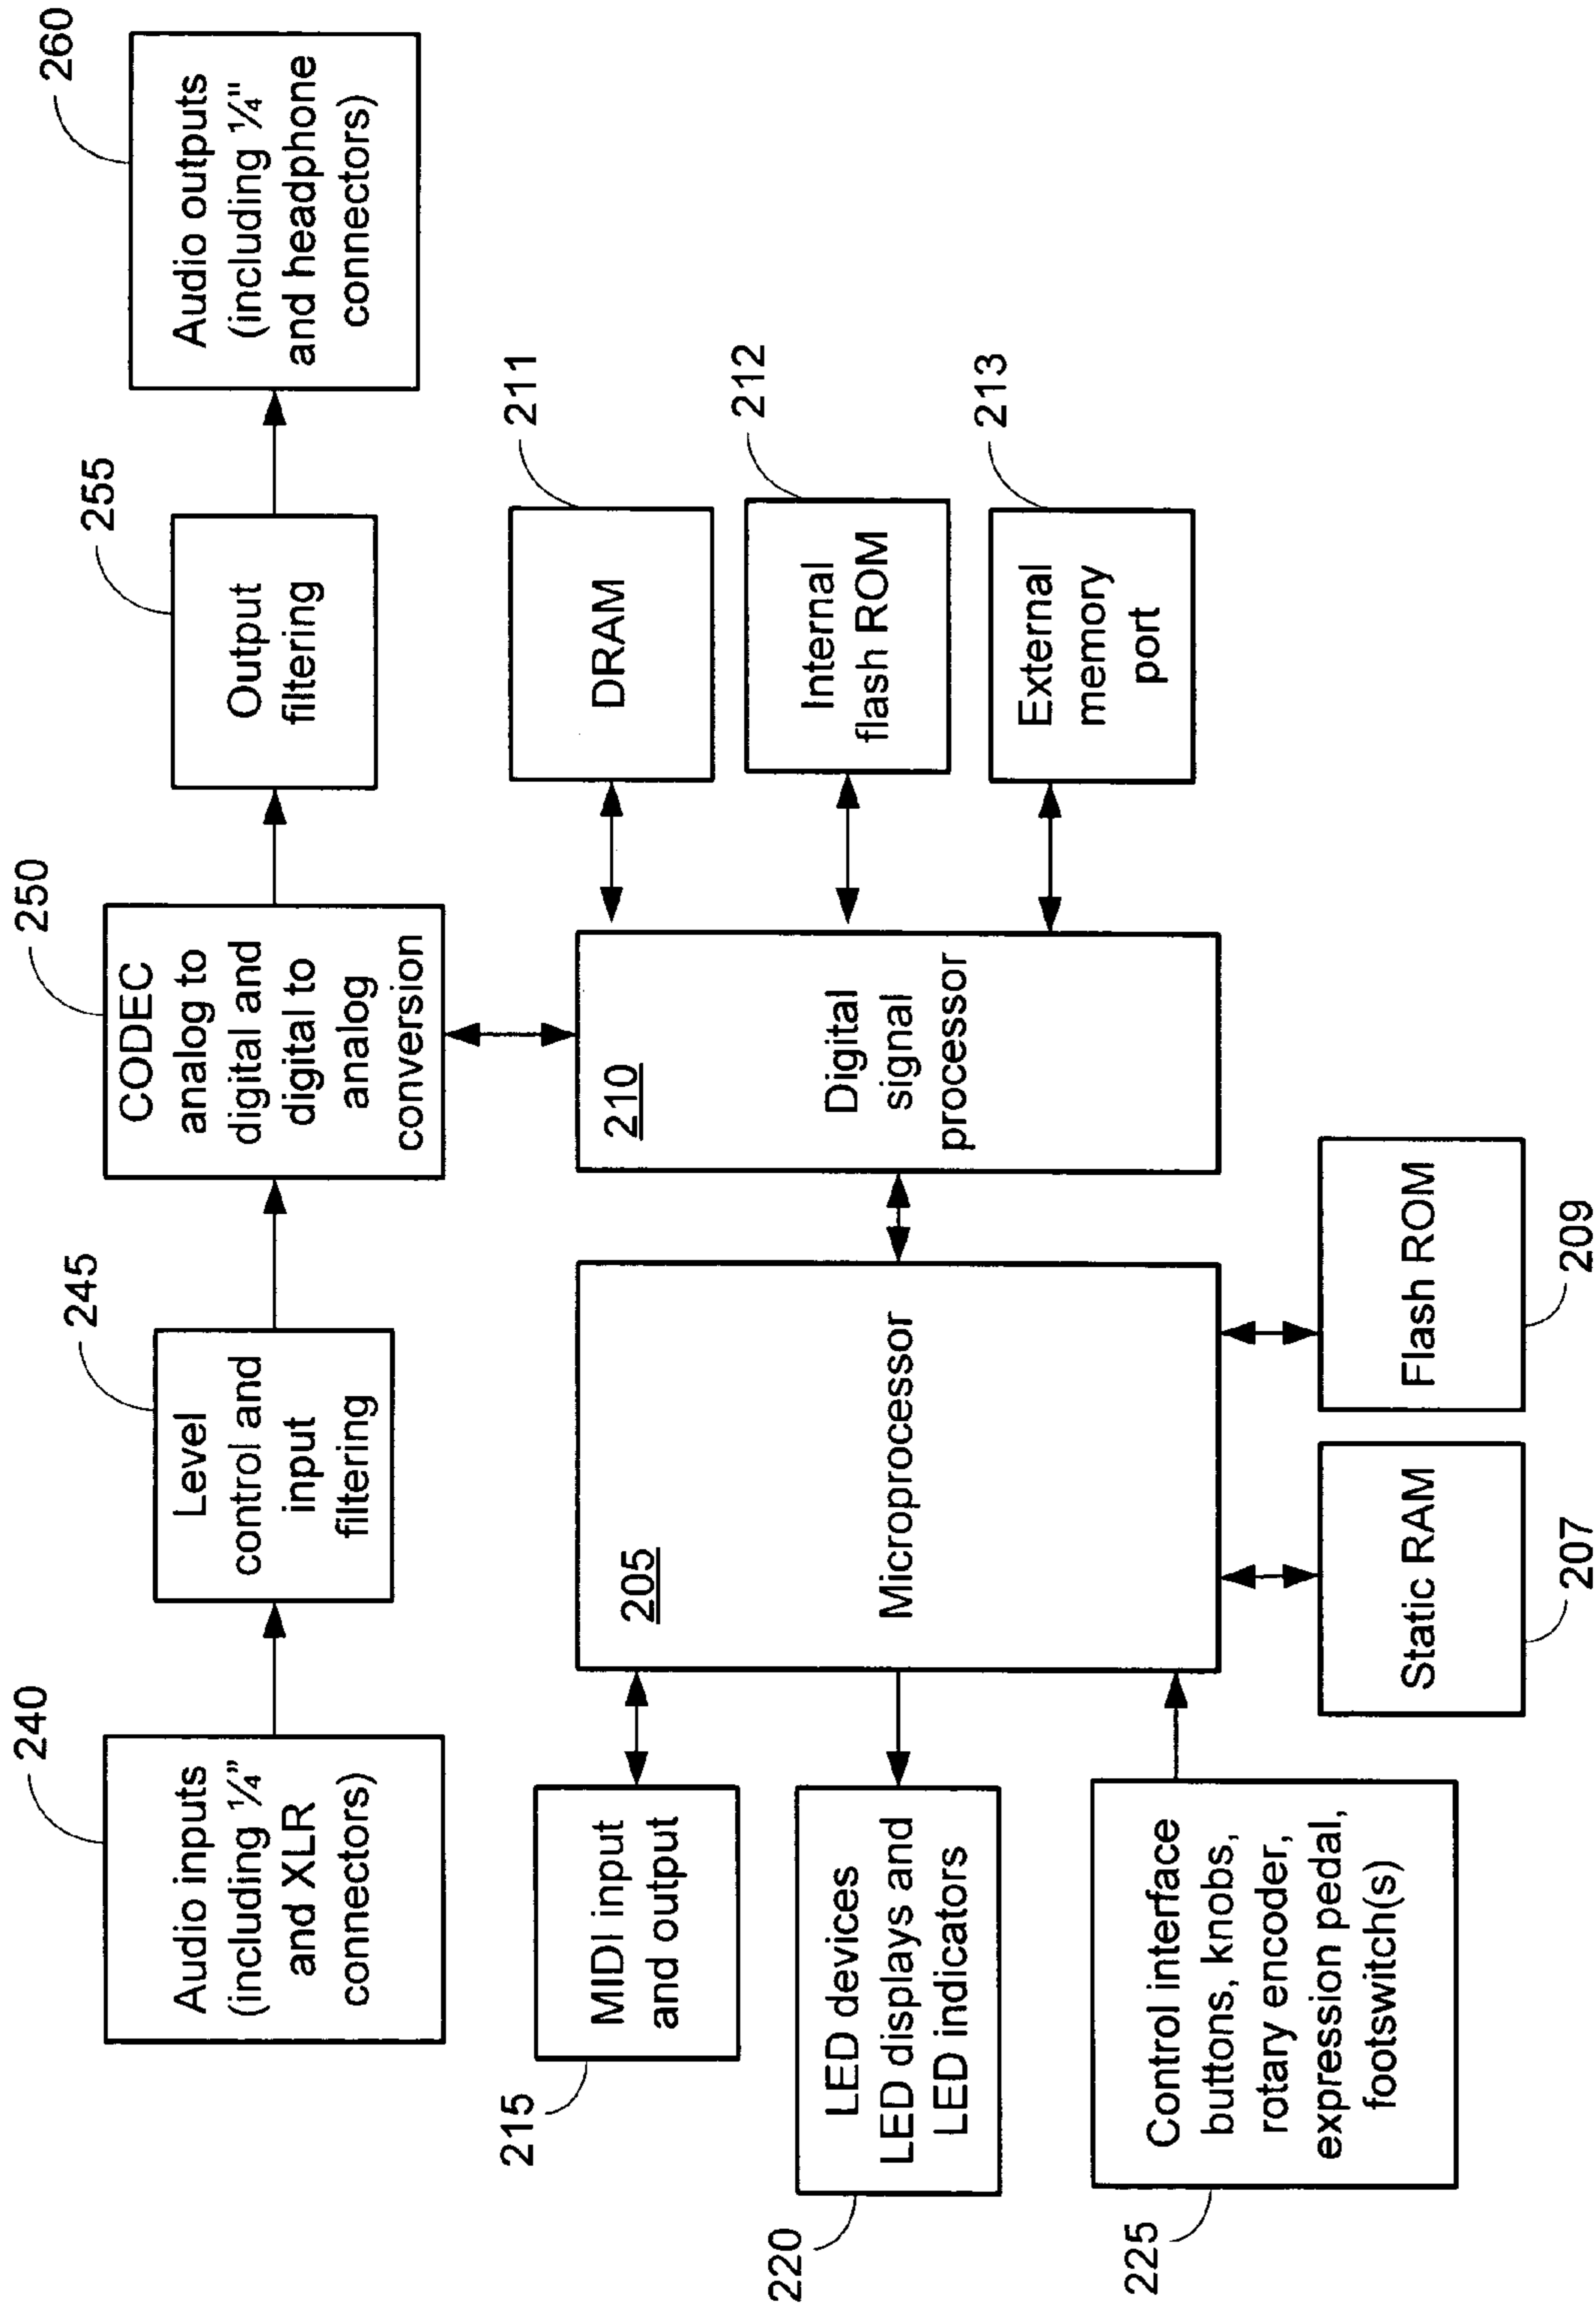 240
Audio inputs
(including ¼”
and XLR
connectors)
245
Level
control and
input
filtering
250
CODEC
analog to
digital and
digital to
analog
conversion
255
Output
filtering
260
Audio outputs
(including ¼"
and headphone
connectors)
215
MIDI input
and output
220
LED devices
LED displays and
LED indicators
225
Control interface
buttons, knobs,
rotary encoder,
expression pedal,
footswitch(s)
205
Microprocessor
210
Digital
signal
processor
DRAM
211
Internal
flash ROM
212
External
memory
port
213
Static RAM
207
Flash ROM
209